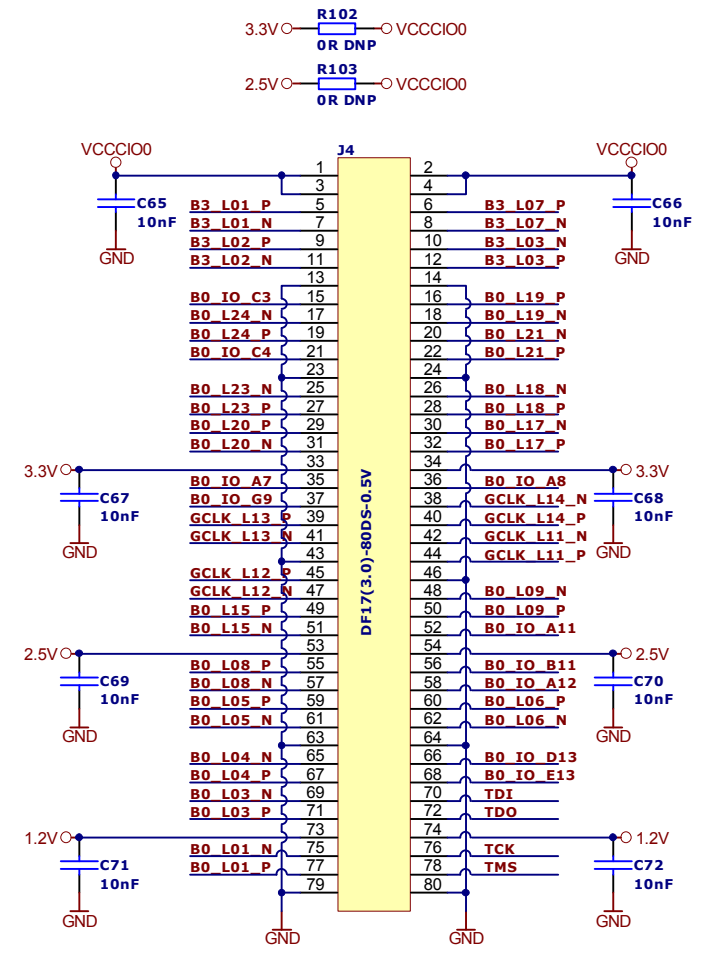 R102
3.3V VCCCIO0
0R DNP
R103
2.5V VCCCIO0
0R DNP
J4
VCCCIO0 VCCCIO0
1 2
3 4
C65 C66
10nF 10nF
GND GND
B3_L01_P 5 6 B3_L07_P
B3_L01_N 7 8 B3_L07_N
B3_L02_P 9 10 B3_L03_N
B3_L02_N 11 12 B3_L03_P
13 14
B0_IO_C3 15 16 B0_L19_P
B0_L24_N 17 18 B0_L19_N
B0_L24_P 19 20 B0_L21_N
B0_IO_C4 21 22 B0_L21_P
23 24
B0_L23_N 25 26 B0_L18_N
B0_L23_P 27 28 B0_L18_P
B0_L20_P 29 30 B0_L17_N
B0_L20_N 31 32 B0_L17_P
3.3V 33 34 3.3V
B0_IO_A7 35 36 B0_IO_A8
C67 C68
10nF 10nF
GND GND
B0_IO_G9 37 38 GCLK_L14_N
GCLK_L13_P 39 40 GCLK_L14_P
GCLK_L13_N 41 42 GCLK_L11_N
43 44 GCLK_L11_P
GCLK_L12_P 45 46
GCLK_L12_N 47 48 B0_L09_N
B0_L15_P 49 50 B0_L09_P
B0_L15_N 51 52 B0_IO_A11
DF17(3.0)-80DS-0.5V
2.5V 53 54 2.5V
B0_L08_P 55 56 B0_IO_B11
C69 C70
10nF 10nF
GND GND
B0_L08_N 57 58 B0_IO_A12
B0_L05_P 59 60 B0_L06_P
B0_L05_N 61 62 B0_L06_N
63 64
B0_L04_N 65 66 B0_IO_D13
B0_L04_P 67 68 B0_IO_E13
B0_L03_N 69 70 TDI
B0_L03_P 71 72 TDO
1.2V 73 74 1.2V
B0_L01_N 75 76 TCK
B0_L01_P 77 78 TMS
C71 C72
10nF 10nF
79 80
GND GND GND GND